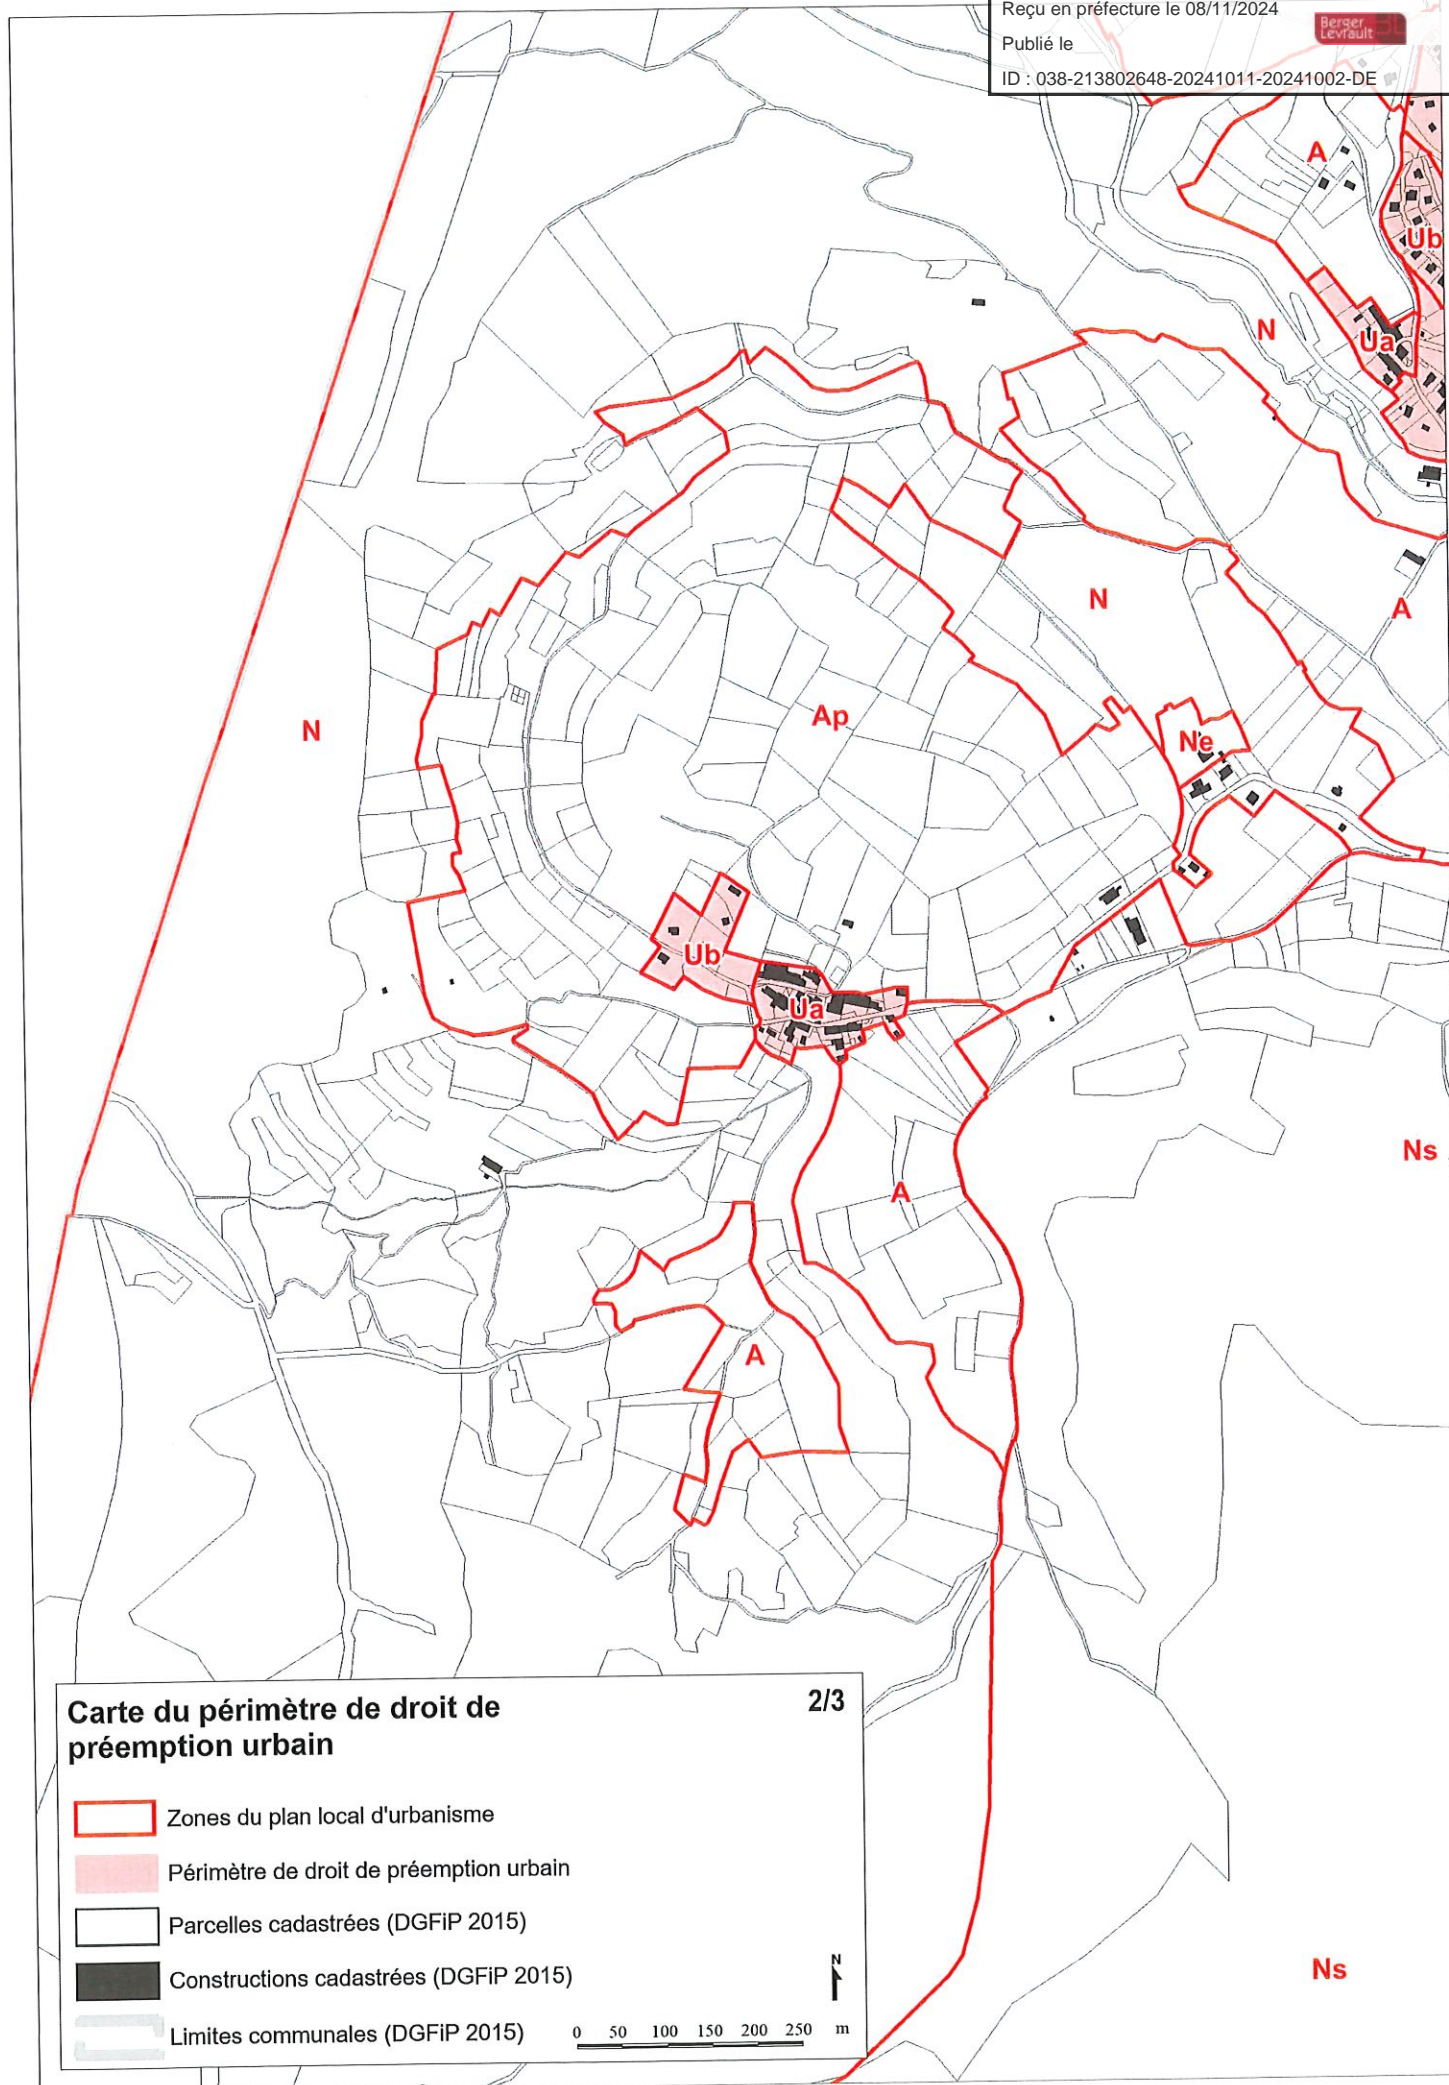 Reçu en préfecture le 08/11/2024
Publié le
ID : 038-213802648-20241011-20241002-DE
Berger
Levrault
A
Ub
N
Ua
N
A
Ap
N
Ne
Ub
Ua
Ns
A
A
Carte du périmètre de droit de
préemption urbain
2/3
Zones du plan local d'urbanisme
Périmètre de droit de préemption urbain
Parcelles cadastrées (DGFiP 2015)
Constructions cadastrées (DGFiP 2015)
Limites communales (DGFiP 2015)
N
0 50 100 150 200 250 m
Ns